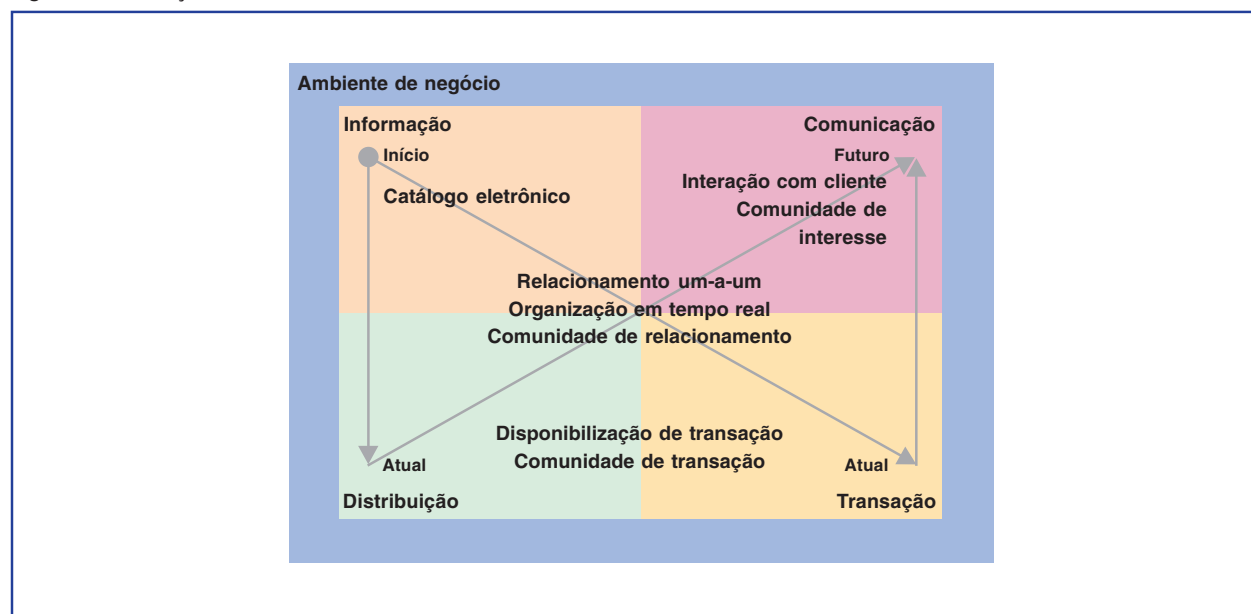 Ambiente de negócio
Informação
Comunicação
Início
Futuro
Catálogo eletrônico
Interação com cliente
Comunidade de
interesse
Relacionamento um-a-um
Organização em tempo real
Comunidade de relacionamento
Disponibilização de transação
Comunidade de transação
Atual
Atual
Distribuição
Transação